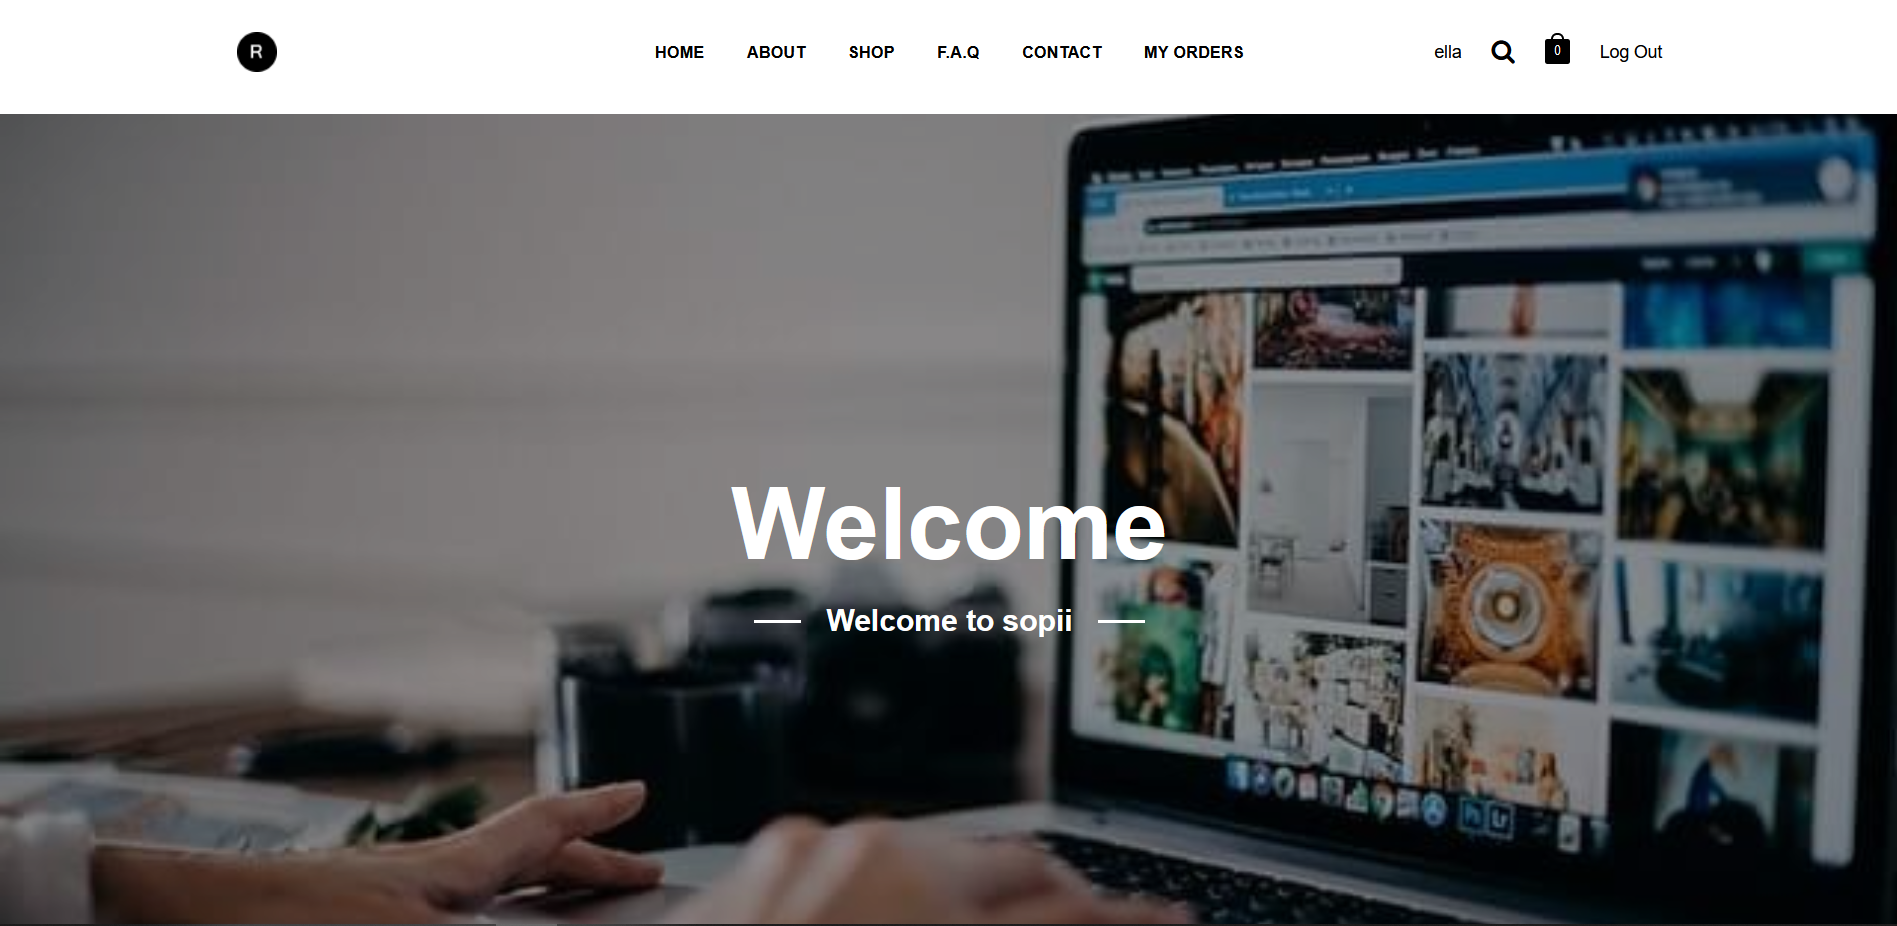 R
HOME ABOUT SHOP F.A.Q CONTACT MY ORDERS
ella 0 Log Out
Welcome
Welcome to sopii